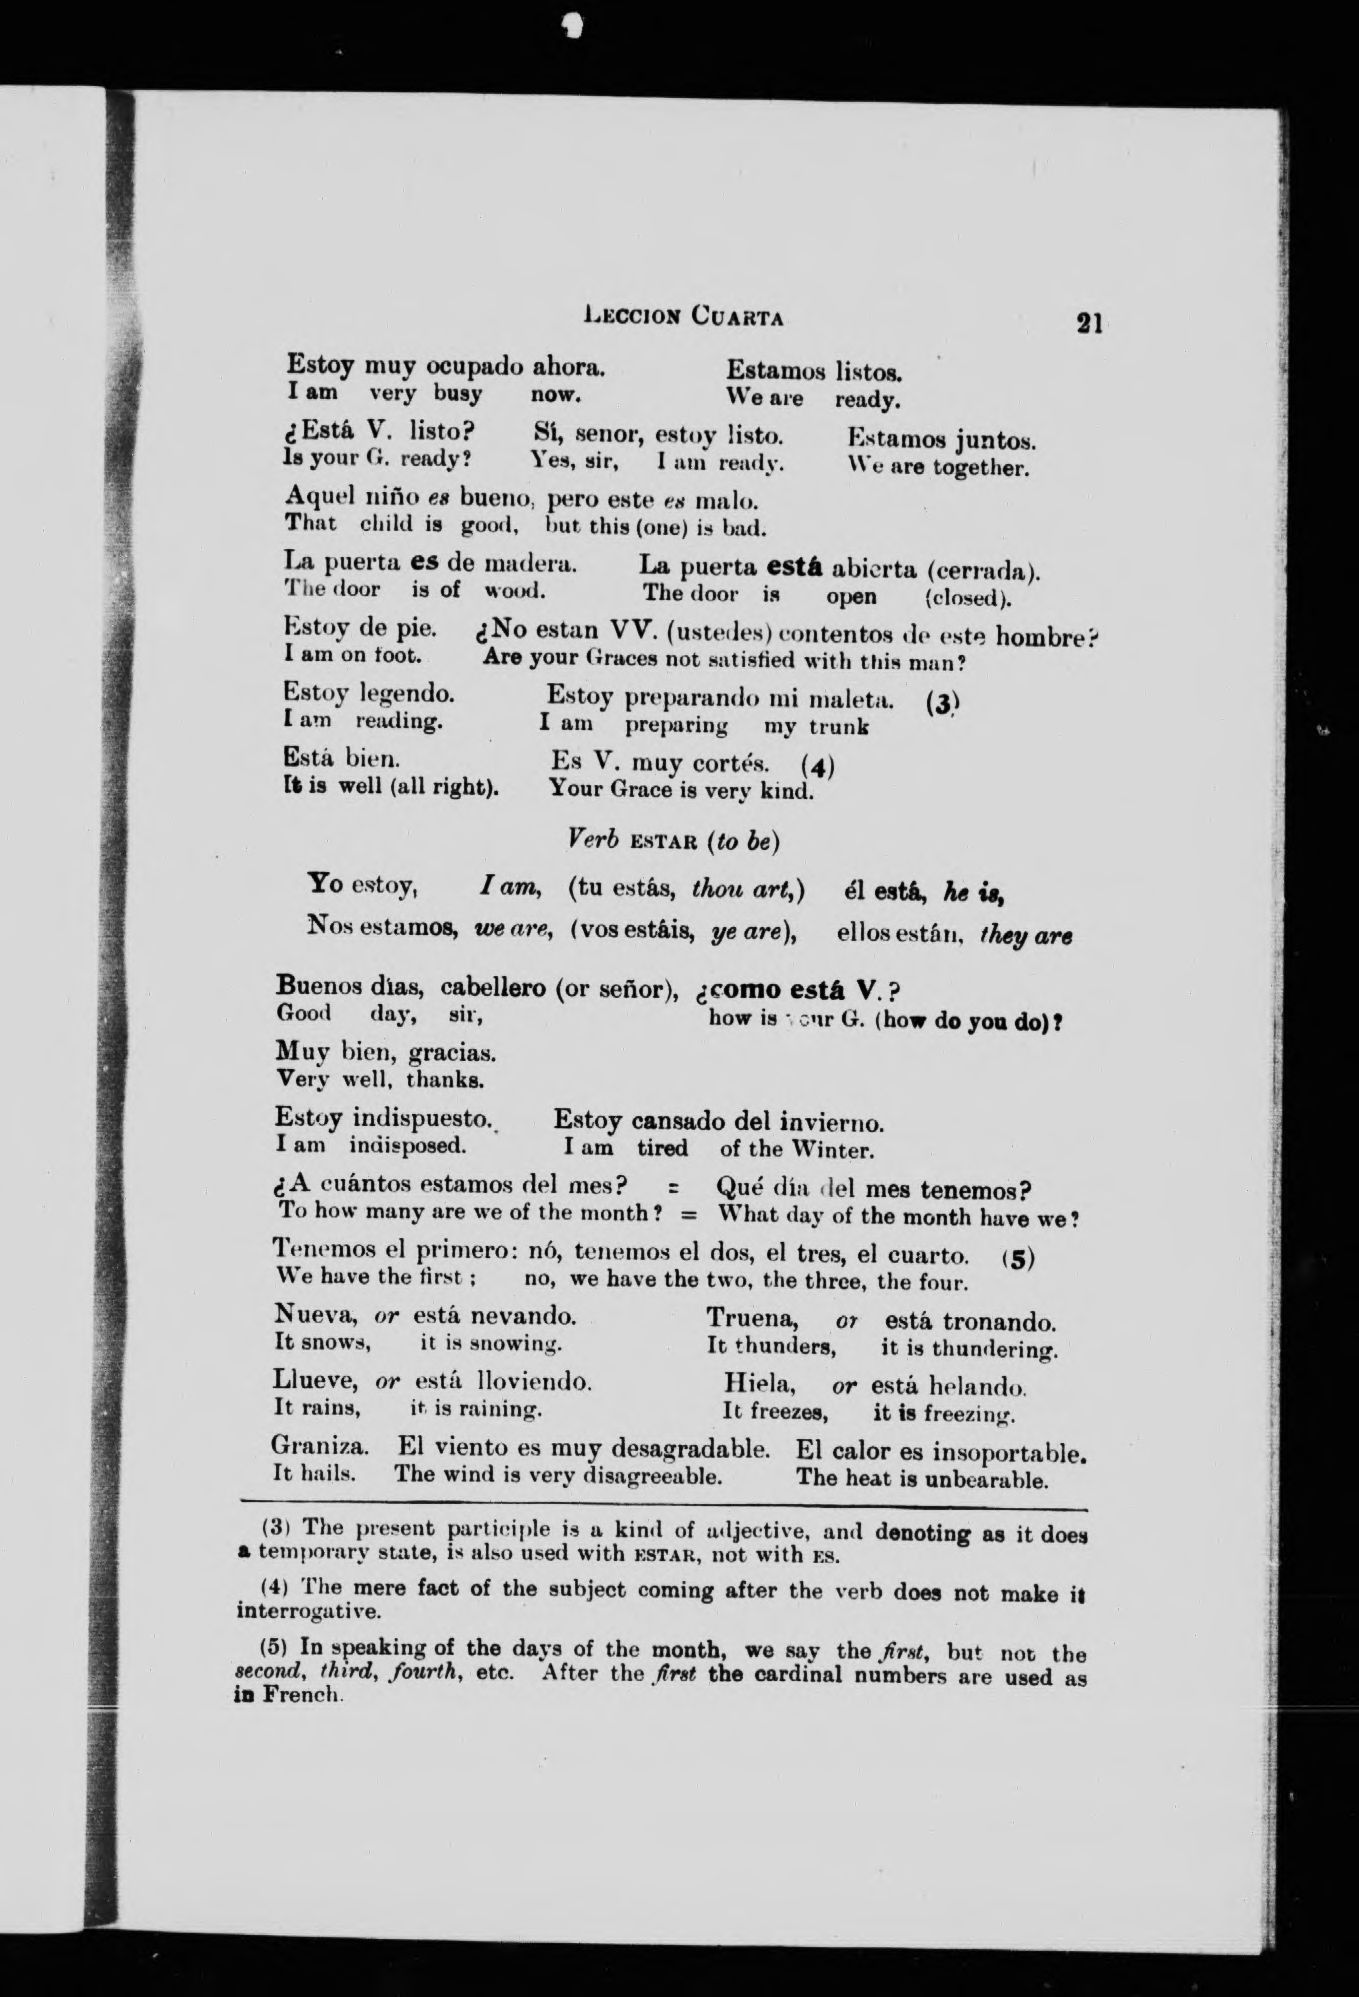 LECCION CUARTA 21
Estoy muy ocupado ahora. Estamos listos.
I am very busy now. We are ready.
¿Está V. listo? Sí, senor, estoy listo. Estamos juntos.
Is your G. ready? Yes, sir, I am ready. We are together.
Aquel niño es bueno, pero este es malo.
That child is good, but this (one) is bad.
La puerta es de madera. La puerta está abierta (cerrada).
The door is of wood. The door is open (closed).
Estoy de pie. ¿No estan VV. (ustedes) contentos de este hombre?
I am on foot. Are your Graces not satisfied with this man?
Estoy legendo. Estoy preparando mi maleta. (3)
I am reading. I am preparing my trunk
Está bien. Es V. muy cortés. (4)
It is well (all right). Your Grace is very kind.
Verb ESTAR (to be)
Yo estoy, I am, (tu estás, thou art,) él está, he is,
Nos estamos, we are, (vos estáis, ye are), ellos están, they are
Buenos días, cabellero (or señor), ¿como está V.?
Good day, sir, how is your G. (how do you do)?
Muy bien, gracias.
Very well, thanks.
Estoy indispuesto. Estoy cansado del invierno.
I am indisposed. I am tired of the Winter.
¿A cuántos estamos del mes? = Qué día del mes tenemos?
To how many are we of the month? = What day of the month have we?
Tenemos el primero: nó, tenemos el dos, el tres, el cuarto. (5)
We have the first; no, we have the two, the three, the four.
Nueva, or está nevando. Truena, or está tronando.
It snows, it is snowing. It thunders, it is thundering.
Llueve, or está lloviendo. Hiela, or está helando.
It rains, it is raining. It freezes, it is freezing.
Graniza. El viento es muy desagradable. El calor es insoportable.
It hails. The wind is very disagreeable. The heat is unbearable.
(3) The present participle is a kind of adjective, and denoting as it does
a temporary state, is also used with ESTAR, not with ES.
(4) The mere fact of the subject coming after the verb does not make it
interrogative.
(5) In speaking of the days of the month, we say the first, but not the
second, third, fourth, etc. After the first the cardinal numbers are used as
in French.